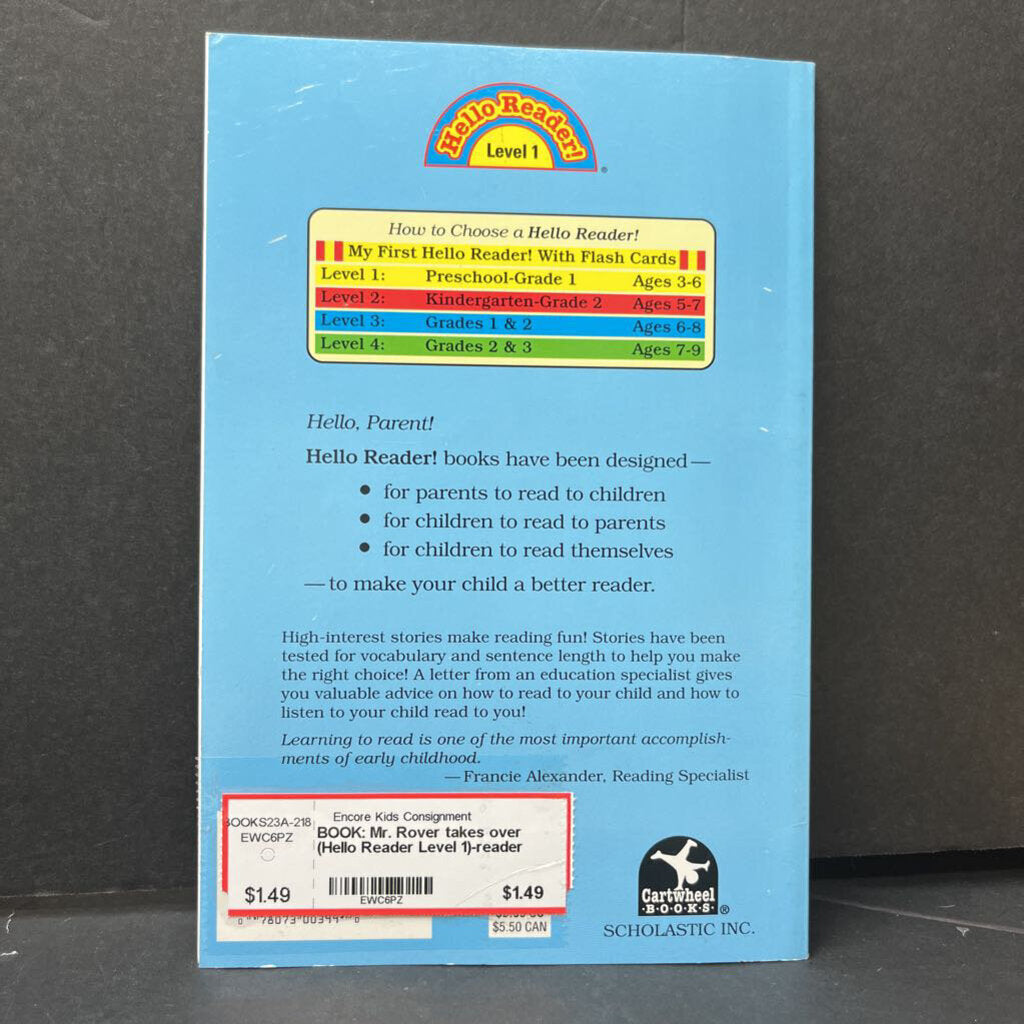 Hello Reader!
Level 1
®
How to Choose a Hello Reader!
My First Hello Reader! With Flash Cards
Level 1: Preschool-Grade 1 Ages 3-6
Level 2: Kindergarten-Grade 2 Ages 5-7
Level 3: Grades 1 & 2 Ages 6-8
Level 4: Grades 2 & 3 Ages 7-9
Hello, Parent!
Hello Reader! books have been designed—
• for parents to read to children
• for children to read to parents
• for children to read themselves
—to make your child a better reader.
High-interest stories make reading fun! Stories have been
tested for vocabulary and sentence length to help you make
the right choice! A letter from an education specialist gives
you valuable advice on how to read to your child and how to
listen to your child read to you!
Learning to read is one of the most important accomplish-
ments of early childhood.
—Francie Alexander, Reading Specialist
BOOKS23A-218
EWC6PZ
$1.49
Encore Kids Consignment
BOOK: Mr. Rover takes over
(Hello Reader Level 1)-reader
EWC6PZ
$1.49
$5.50 CAN
Cartwheel
·B·O·O·K·S· ®
SCHOLASTIC INC.